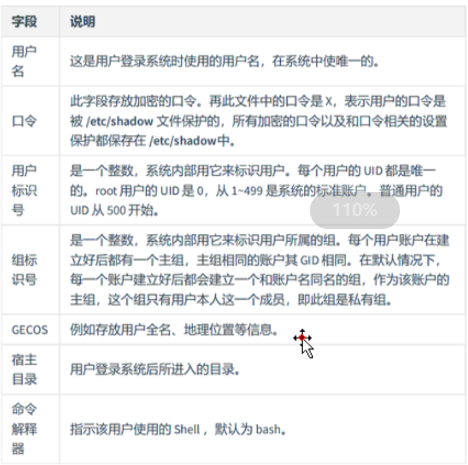 字段 说明
用户
名
这是用户登录系统时使用的用户名，在系统中使唯一的。
口令
此字段存放加密的口令。再此文件中的口令是 X，表示用户的口令是
被 /etc/shadow 文件保护的，所有加密的口令以及和口令相关的设置
保护都保存在 /etc/shadow中。
用户
标识
号
是一个整数，系统内部用它来标识用户。每个用户的 UID 都是唯一
的。root 用户的 UID 是 0，从 1~499 是系统的标准账户。普通用户的
UID 从 500 开始。
110%
组标
识号
是一个整数，系统内部用它来标识用户所属的组。每个用户账户在建
立好后都有一个主组，主组相同的账户其 GID 相同。在默认情况下，
每一个账户建立好后都会建立一个和账户名同名的组，作为该账户的
主组，这个组只有用户本人这一个成员，即此组是私有组。
GECOS 例如存放用户全名、地理位置等信息。
宿主
目录
用户登录系统后所进入的目录。
命令
解释
器
指示该用户使用的 Shell ，默认为 bash。